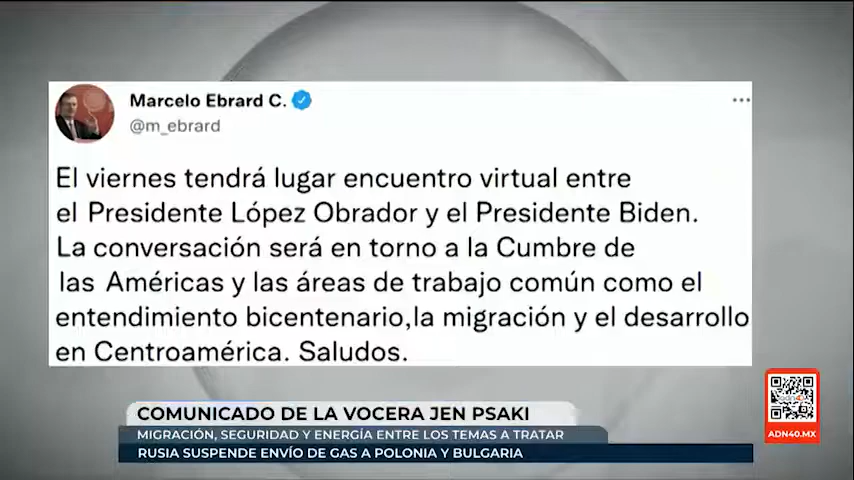 Marcelo Ebrard C.
@m_ebrard
El viernes tendrá lugar encuentro virtual entre
el Presidente López Obrador y el Presidente Biden.
La conversación será en torno a la Cumbre de
las Américas y las áreas de trabajo común como el
entendimiento bicentenario,la migración y el desarrollo
en Centroamérica. Saludos.
COMUNICADO DE LA VOCERA JEN PSAKI
MIGRACIÓN, SEGURIDAD Y ENERGÍA ENTRE LOS TEMAS A TRATAR
RUSIA SUSPENDE ENVÍO DE GAS A POLONIA Y BULGARIA
adn40
ADN40.MX